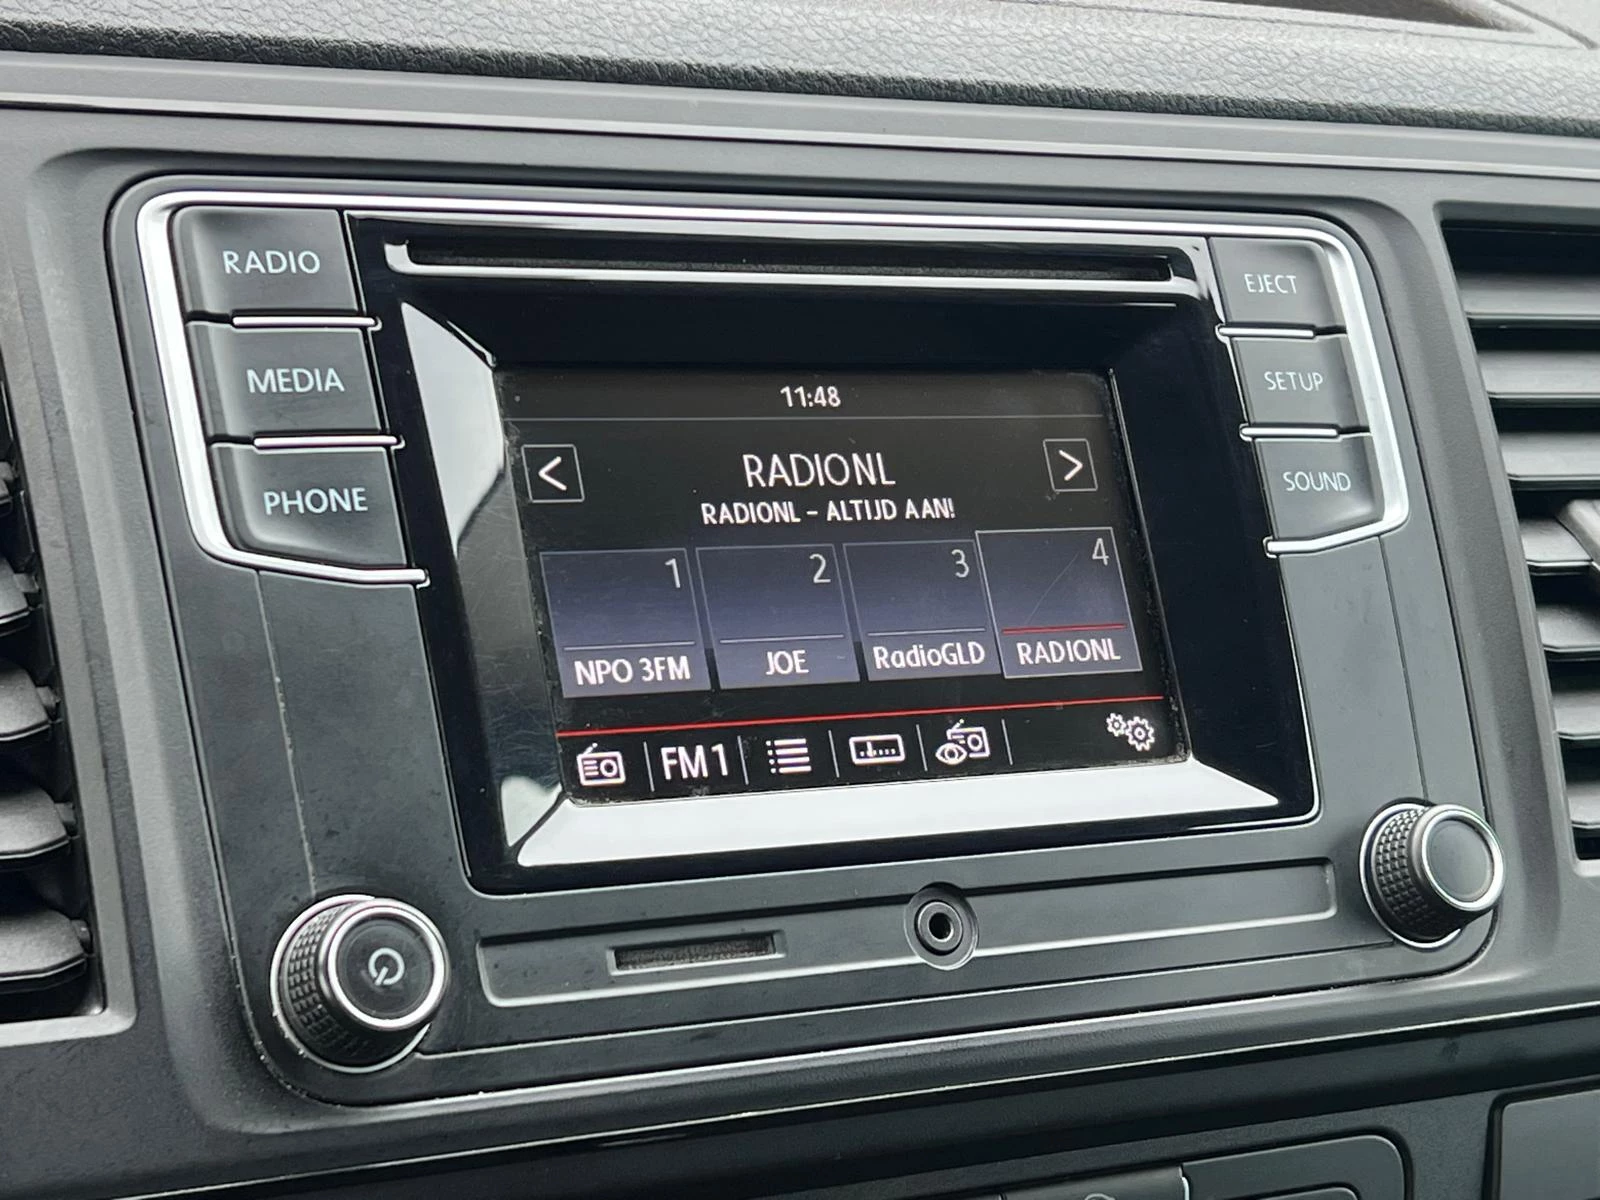 RADIO
MEDIA
PHONE
EJECT
SETUP
SOUND
11:48
< RADIONL >
RADIONL - ALTIJD AAN!
1 2 3 4
NPO 3FM JOE RadioGLD RADIONL
FM1